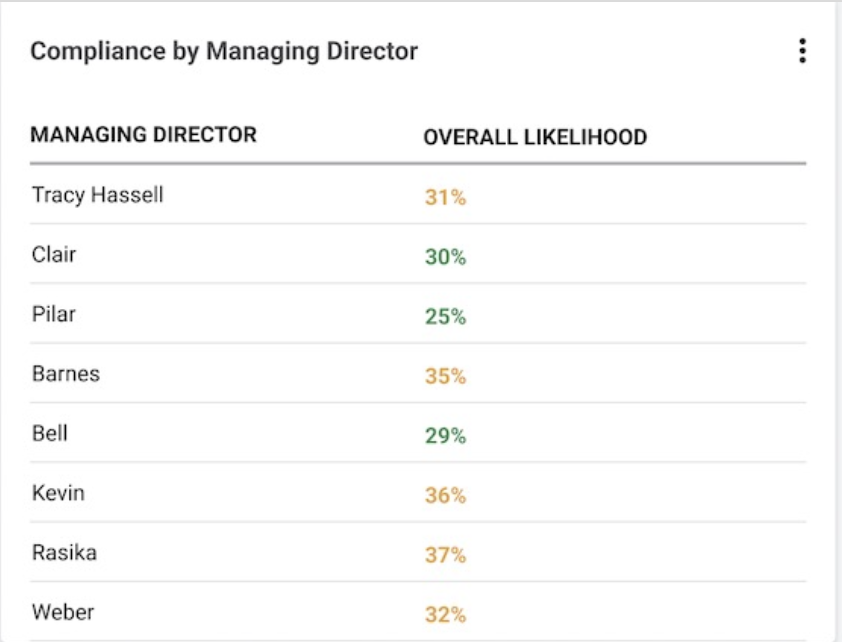 Compliance by Managing Director
MANAGING DIRECTOR OVERALL LIKELIHOOD
Tracy Hassell 31%
Clair 30%
Pilar 25%
Barnes 35%
Bell 29%
Kevin 36%
Rasika 37%
Weber 32%